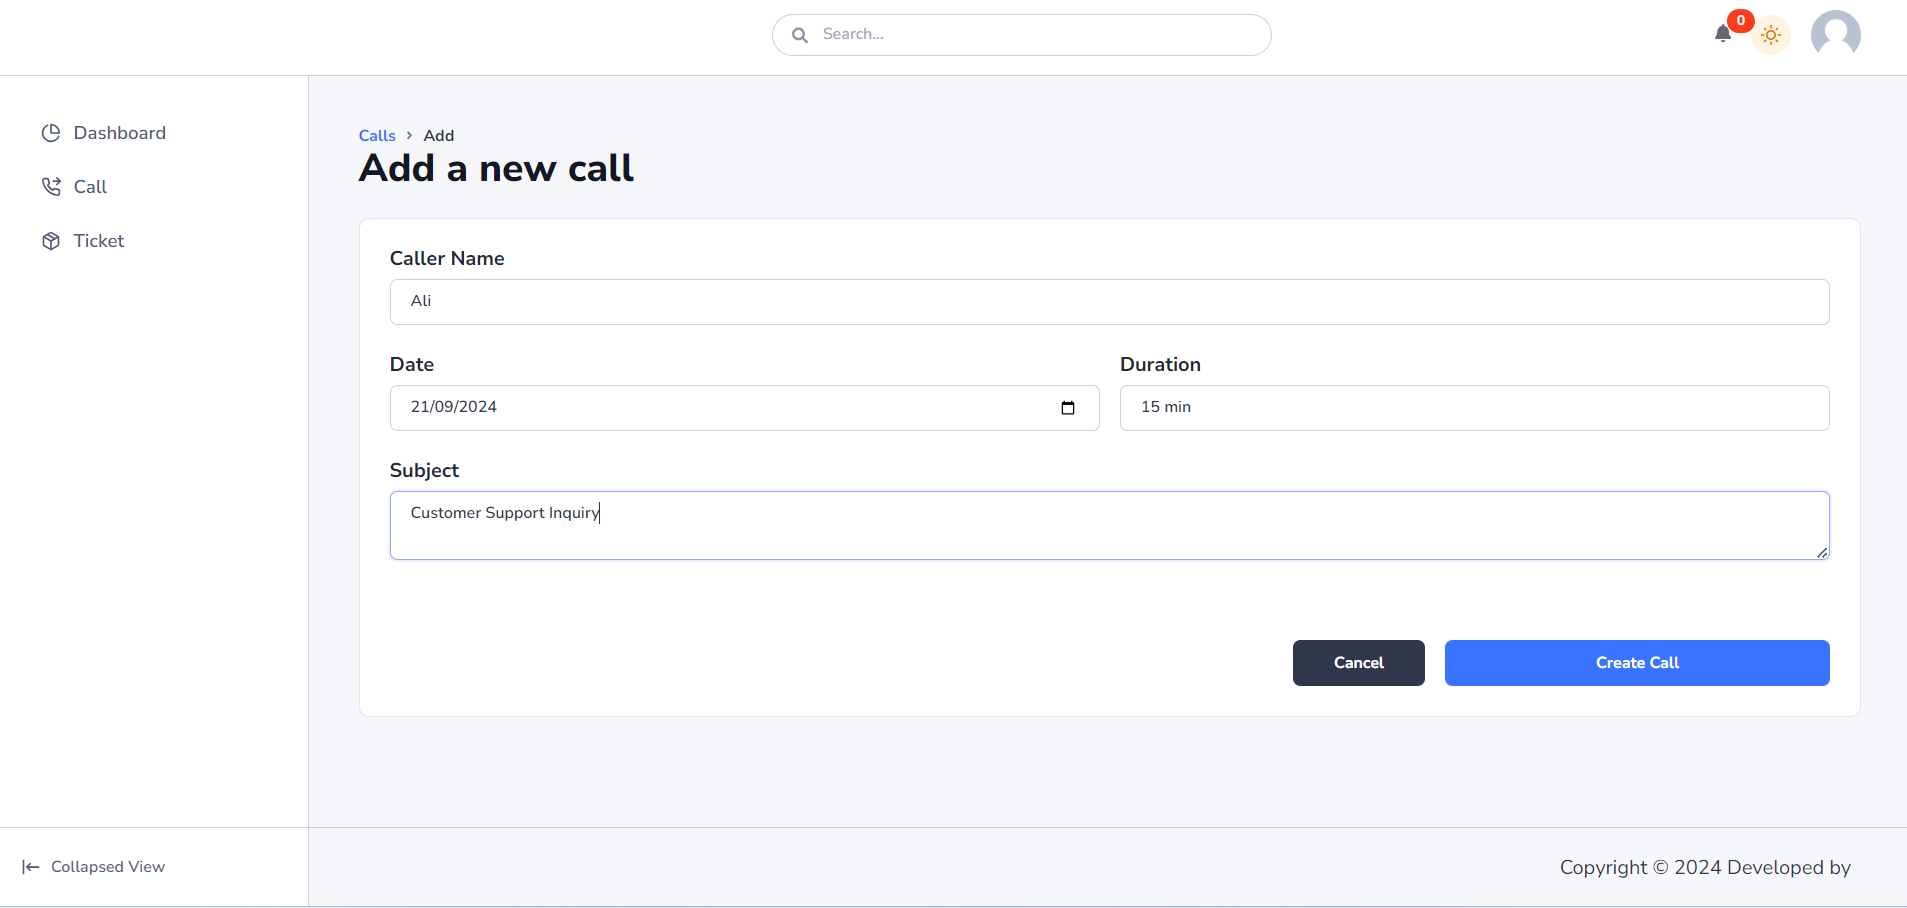 Search...
0
Dashboard
Call
Ticket
Calls > Add
Add a new call
Caller Name
Ali
Date
Duration
21/09/2024
15 min
Subject
Customer Support Inquiry
Cancel
Create Call
Collapsed View
Copyright © 2024 Developed by